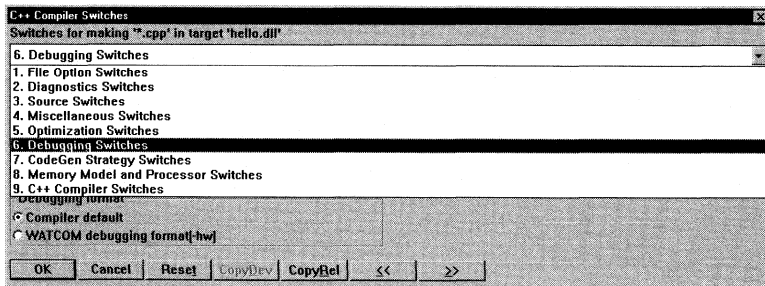 C++ Compiler Switches
Switches for making '*.cpp' in target 'hello.dll'
6. Debugging Switches
1. File Option Switches
2. Diagnostics Switches
3. Source Switches
4. Miscellaneous Switches
5. Optimization Switches
6. Debugging Switches
7. CodeGen Strategy Switches
8. Memory Model and Processor Switches
9. C++ Compiler Switches
Debugging format
Compiler default
WATCOM debugging format[-hw]
OK Cancel Reset CopyDev CopyRel << >>